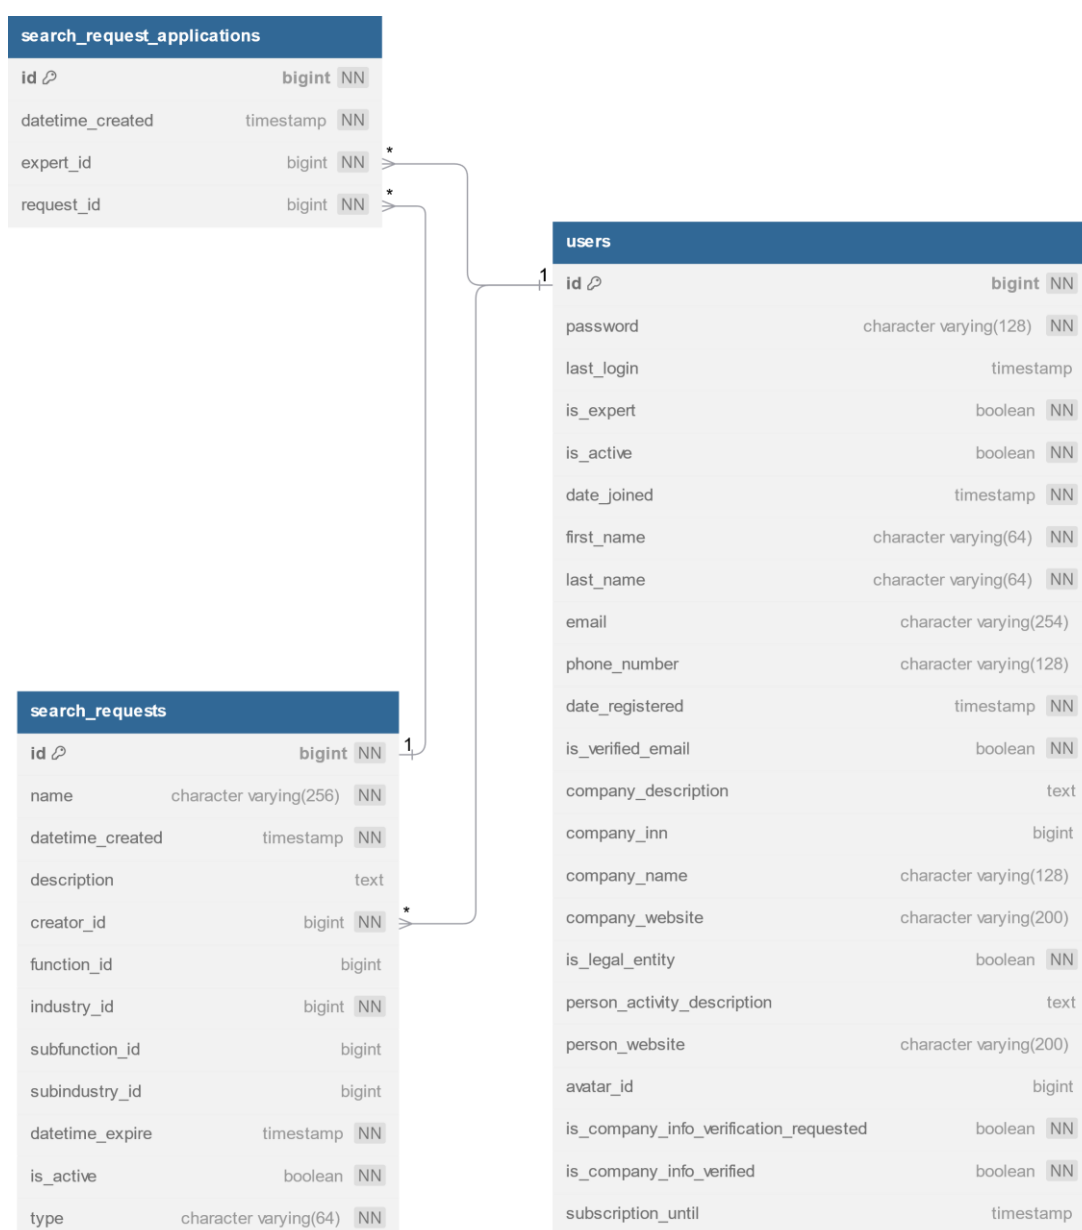 search_request_applications
id bigint NN
datetime_created timestamp NN
expert_id bigint NN
request_id bigint NN
*
*
users
1
id bigint NN
password character varying(128) NN
last_login timestamp
is_expert boolean NN
is_active boolean NN
date_joined timestamp NN
first_name character varying(64) NN
last_name character varying(64) NN
email character varying(254)
phone_number character varying(128)
date_registered timestamp NN
is_verified_email boolean NN
company_description text
company_inn bigint
company_name character varying(128)
company_website character varying(200)
is_legal_entity boolean NN
person_activity_description text
person_website character varying(200)
avatar_id bigint
is_company_info_verification_requested boolean NN
is_company_info_verified boolean NN
subscription_until timestamp
search_requests
id bigint NN
1
name character varying(256) NN
datetime_created timestamp NN
description text
creator_id bigint NN
*
function_id bigint
industry_id bigint NN
subfunction_id bigint
subindustry_id bigint
datetime_expire timestamp NN
is_active boolean NN
type character varying(64) NN